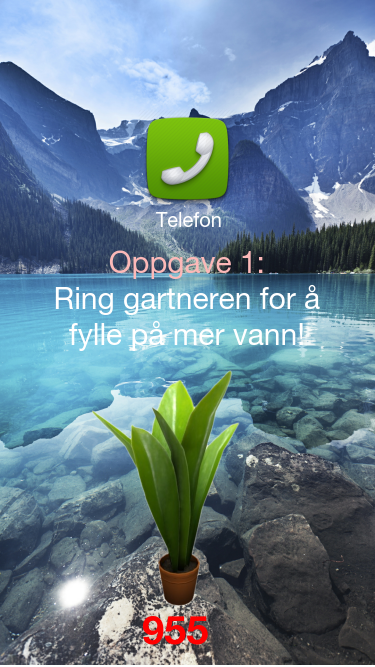 Telefon
Oppgave 1:
Ring gartneren for å
fylle på mer vann!
955